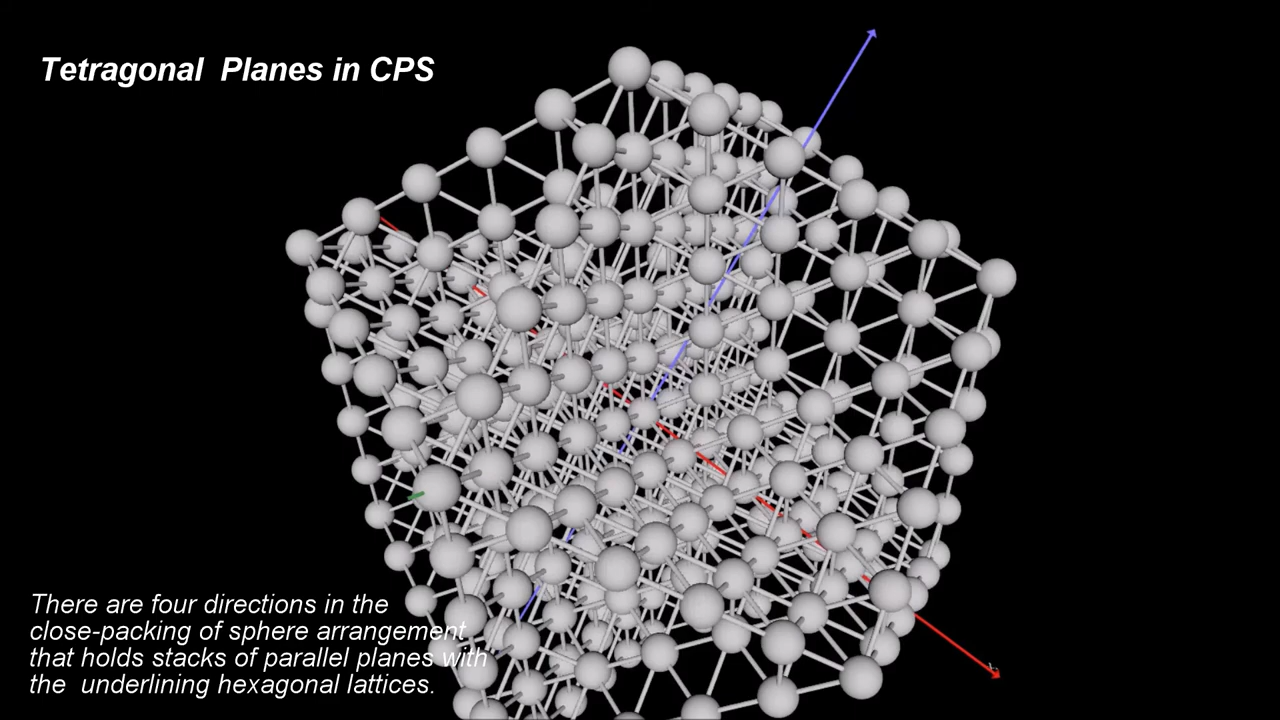 Tetragonal  Planes in CPS
There are four directions in the
close-packing of sphere arrangement
that holds stacks of parallel planes with
the  underlining hexagonal lattices.